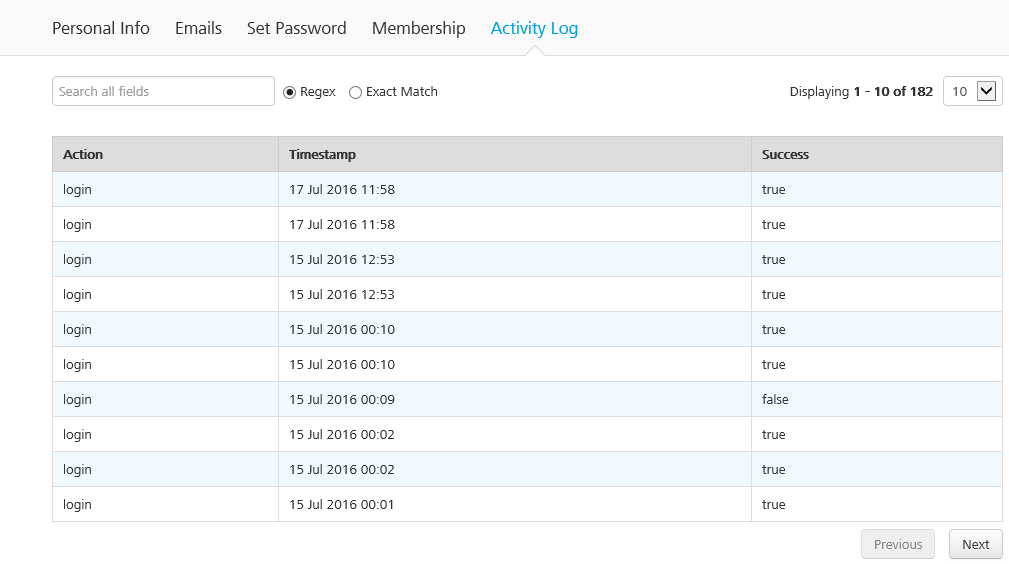 Personal Info Emails Set Password Membership Activity Log
Search all fields Regex Exact Match Displaying 1 - 10 of 182 10
Action Timestamp Success
login 17 Jul 2016 11:58 true
login 17 Jul 2016 11:58 true
login 15 Jul 2016 12:53 true
login 15 Jul 2016 12:53 true
login 15 Jul 2016 00:10 true
login 15 Jul 2016 00:10 true
login 15 Jul 2016 00:09 false
login 15 Jul 2016 00:02 true
login 15 Jul 2016 00:02 true
login 15 Jul 2016 00:01 true
Previous Next